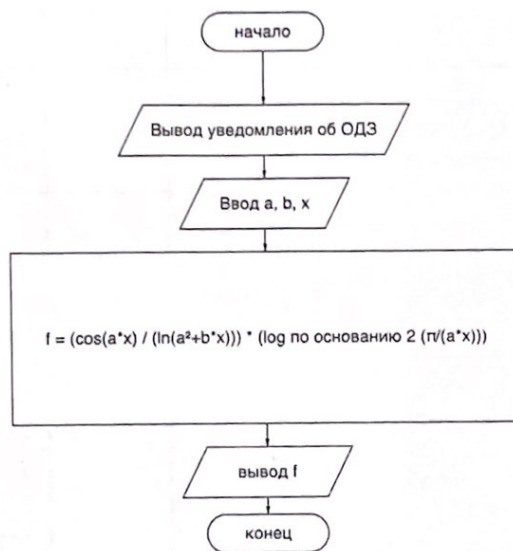 начало
Вывод уведомления об ОДЗ
Ввод a, b, x
f = (cos(a*x) / (ln(a²+b*x))) * (log по основанию 2 (π/(a*x)))
вывод f
конец